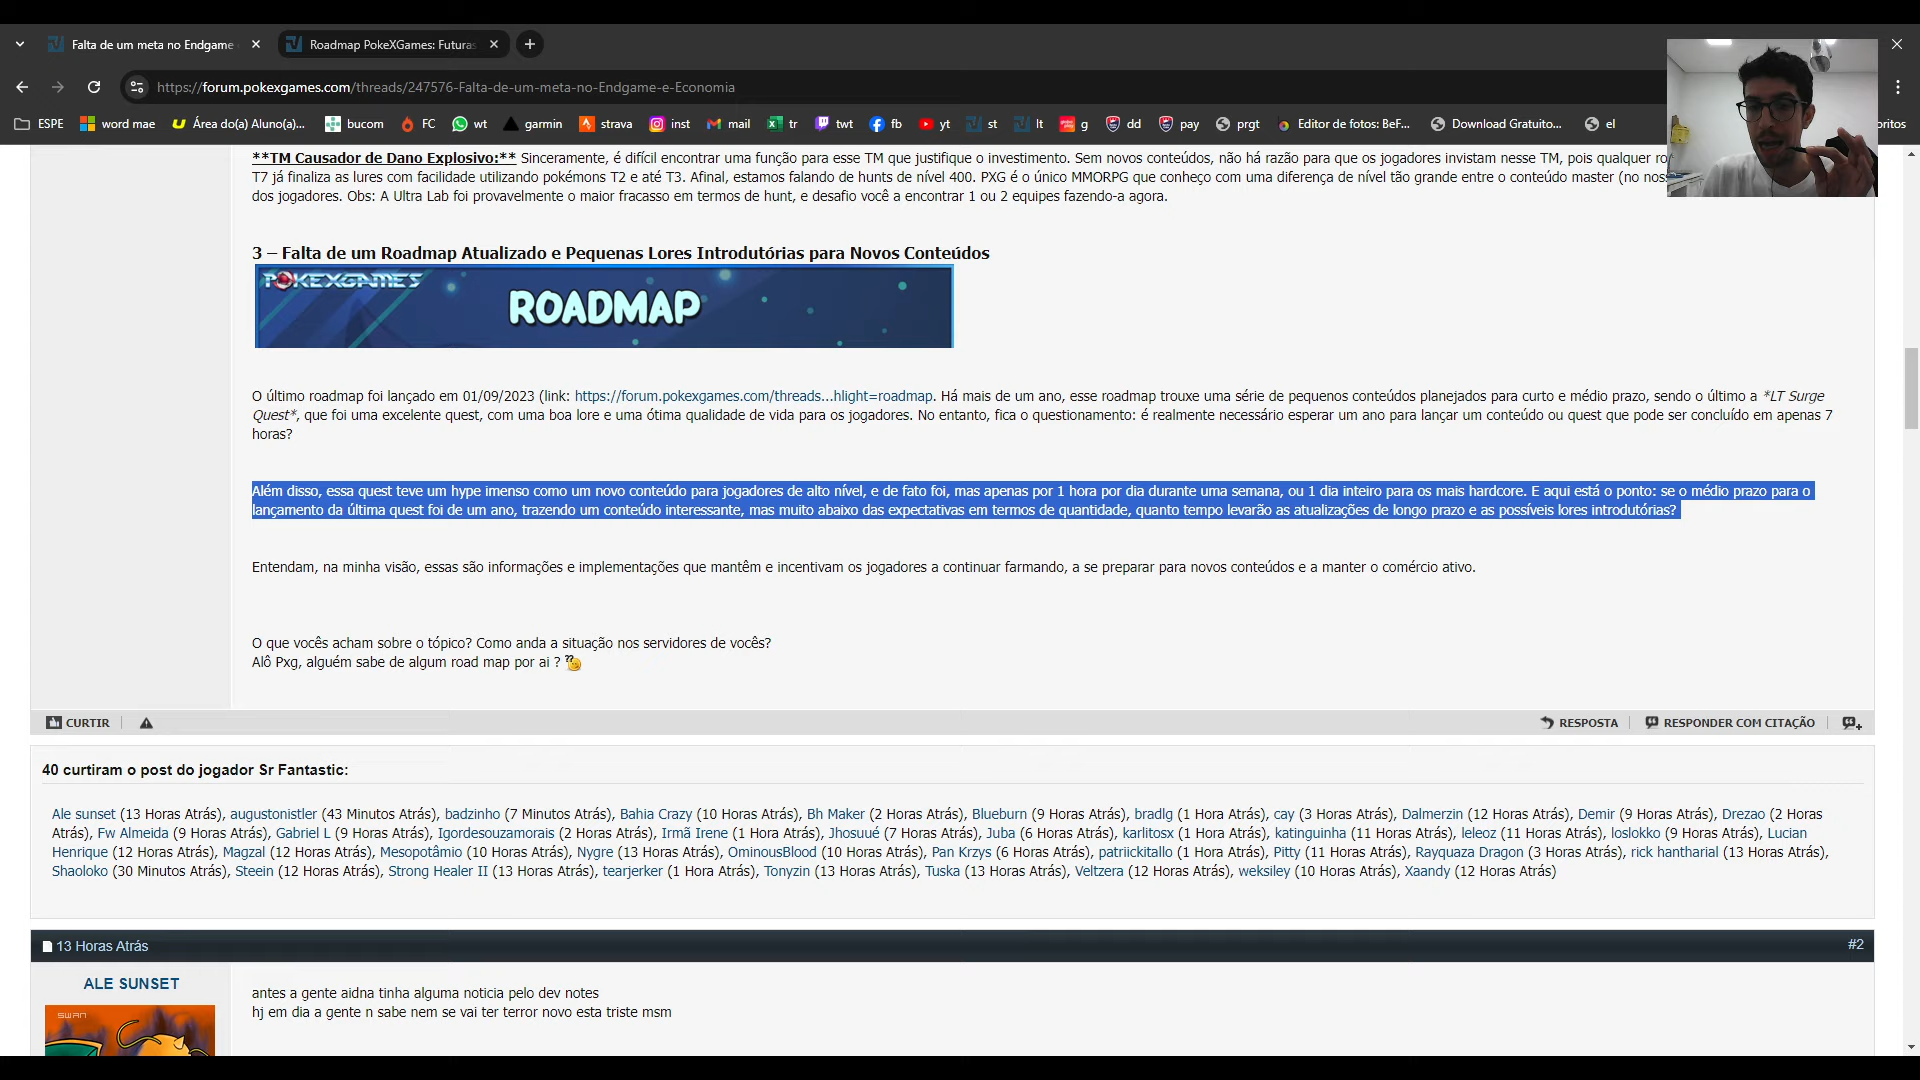 Falta de um meta no Endgame
Roadmap PokeXGames: Futuras
https://forum.pokexgames.com/threads/247576-Falta-de-um-meta-no-Endgame-e-Economia
ESPE
word mae
Área do(a) Aluno(a)...
bucom
FC
wt
garmin
strava
inst
mail
tr
twt
fb
yt
st
lt
g
dd
pay
prgt
Editor de fotos: BeF...
Download Gratuito...
el
oritos
**TM Causador de Dano Explosivo:** Sinceramente, é difícil encontrar uma função para esse TM que justifique o investimento. Sem novos conteúdos, não há razão para que os jogadores invistam nesse TM, pois qualquer ro
T7 já finaliza as lures com facilidade utilizando pokémons T2 e até T3. Afinal, estamos falando de hunts de nível 400. PXG é o único MMORPG que conheço com uma diferença de nível tão grande entre o conteúdo master (no nos
dos jogadores. Obs: A Ultra Lab foi provavelmente o maior fracasso em termos de hunt, e desafio você a encontrar 1 ou 2 equipes fazendo-a agora.
3 – Falta de um Roadmap Atualizado e Pequenas Lores Introdutórias para Novos Conteúdos
POKEXGAMES
ROADMAP
O último roadmap foi lançado em 01/09/2023 (link: https://forum.pokexgames.com/threads...hlight=roadmap. Há mais de um ano, esse roadmap trouxe uma série de pequenos conteúdos planejados para curto e médio prazo, sendo o último a *LT Surge
Quest*, que foi uma excelente quest, com uma boa lore e uma ótima qualidade de vida para os jogadores. No entanto, fica o questionamento: é realmente necessário esperar um ano para lançar um conteúdo ou quest que pode ser concluído em apenas 7
horas?
Além disso, essa quest teve um hype imenso como um novo conteúdo para jogadores de alto nível, e de fato foi, mas apenas por 1 hora por dia durante uma semana, ou 1 dia inteiro para os mais hardcore. E aqui está o ponto: se o médio prazo para o
lançamento da última quest foi de um ano, trazendo um conteúdo interessante, mas muito abaixo das expectativas em termos de quantidade, quanto tempo levarão as atualizações de longo prazo e as possíveis lores introdutórias?
Entendam, na minha visão, essas são informações e implementações que mantêm e incentivam os jogadores a continuar farmando, a se preparar para novos conteúdos e a manter o comércio ativo.
O que vocês acham sobre o tópico? Como anda a situação nos servidores de vocês?
Alô Pxg, alguém sabe de algum road map por ai ?
CURTIR
RESPOSTA
RESPONDER COM CITAÇÃO
40 curtiram o post do jogador Sr Fantastic:
Ale sunset (13 Horas Atrás), augustonistler (43 Minutos Atrás), badzinho (7 Minutos Atrás), Bahia Crazy (10 Horas Atrás), Bh Maker (2 Horas Atrás), Blueburn (9 Horas Atrás), bradlg (1 Hora Atrás), cay (3 Horas Atrás), Dalmerzin (12 Horas Atrás), Demir (9 Horas Atrás), Drezao (2 Horas
Atrás), Fw Almeida (9 Horas Atrás), Gabriel L (9 Horas Atrás), Igordesouzamorais (2 Horas Atrás), Irmã Irene (1 Hora Atrás), Jhosuué (7 Horas Atrás), Juba (6 Horas Atrás), karlitosx (1 Hora Atrás), katinguinha (11 Horas Atrás), leleoz (11 Horas Atrás), loslokko (9 Horas Atrás), Lucian
Henrique (12 Horas Atrás), Magzal (12 Horas Atrás), Mesopotâmio (10 Horas Atrás), Nygre (13 Horas Atrás), OminousBlood (10 Horas Atrás), Pan Krzys (6 Horas Atrás), patriickitallo (1 Hora Atrás), Pitty (11 Horas Atrás), Rayquaza Dragon (3 Horas Atrás), rick hantharial (13 Horas Atrás),
Shaoloko (30 Minutos Atrás), Steein (12 Horas Atrás), Strong Healer II (13 Horas Atrás), tearjerker (1 Hora Atrás), Tonyzin (13 Horas Atrás), Tuska (13 Horas Atrás), Veltzera (12 Horas Atrás), weksiley (10 Horas Atrás), Xaandy (12 Horas Atrás)
13 Horas Atrás
#2
ALE SUNSET
SWAN
antes a gente aidna tinha alguma noticia pelo dev notes
hj em dia a gente n sabe nem se vai ter terror novo esta triste msm